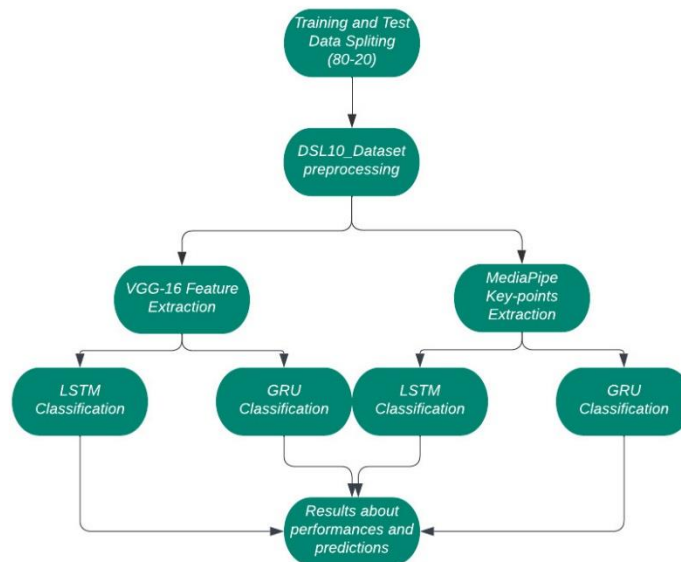 Training and Test
Data Spliting
(80-20)
DSL10_Dataset
preprocessing
VGG-16 Feature
Extraction
MediaPipe
Key-points
Extraction
LSTM
Classification
GRU
Classification
LSTM
Classification
GRU
Classification
Results about
performances and
predictions